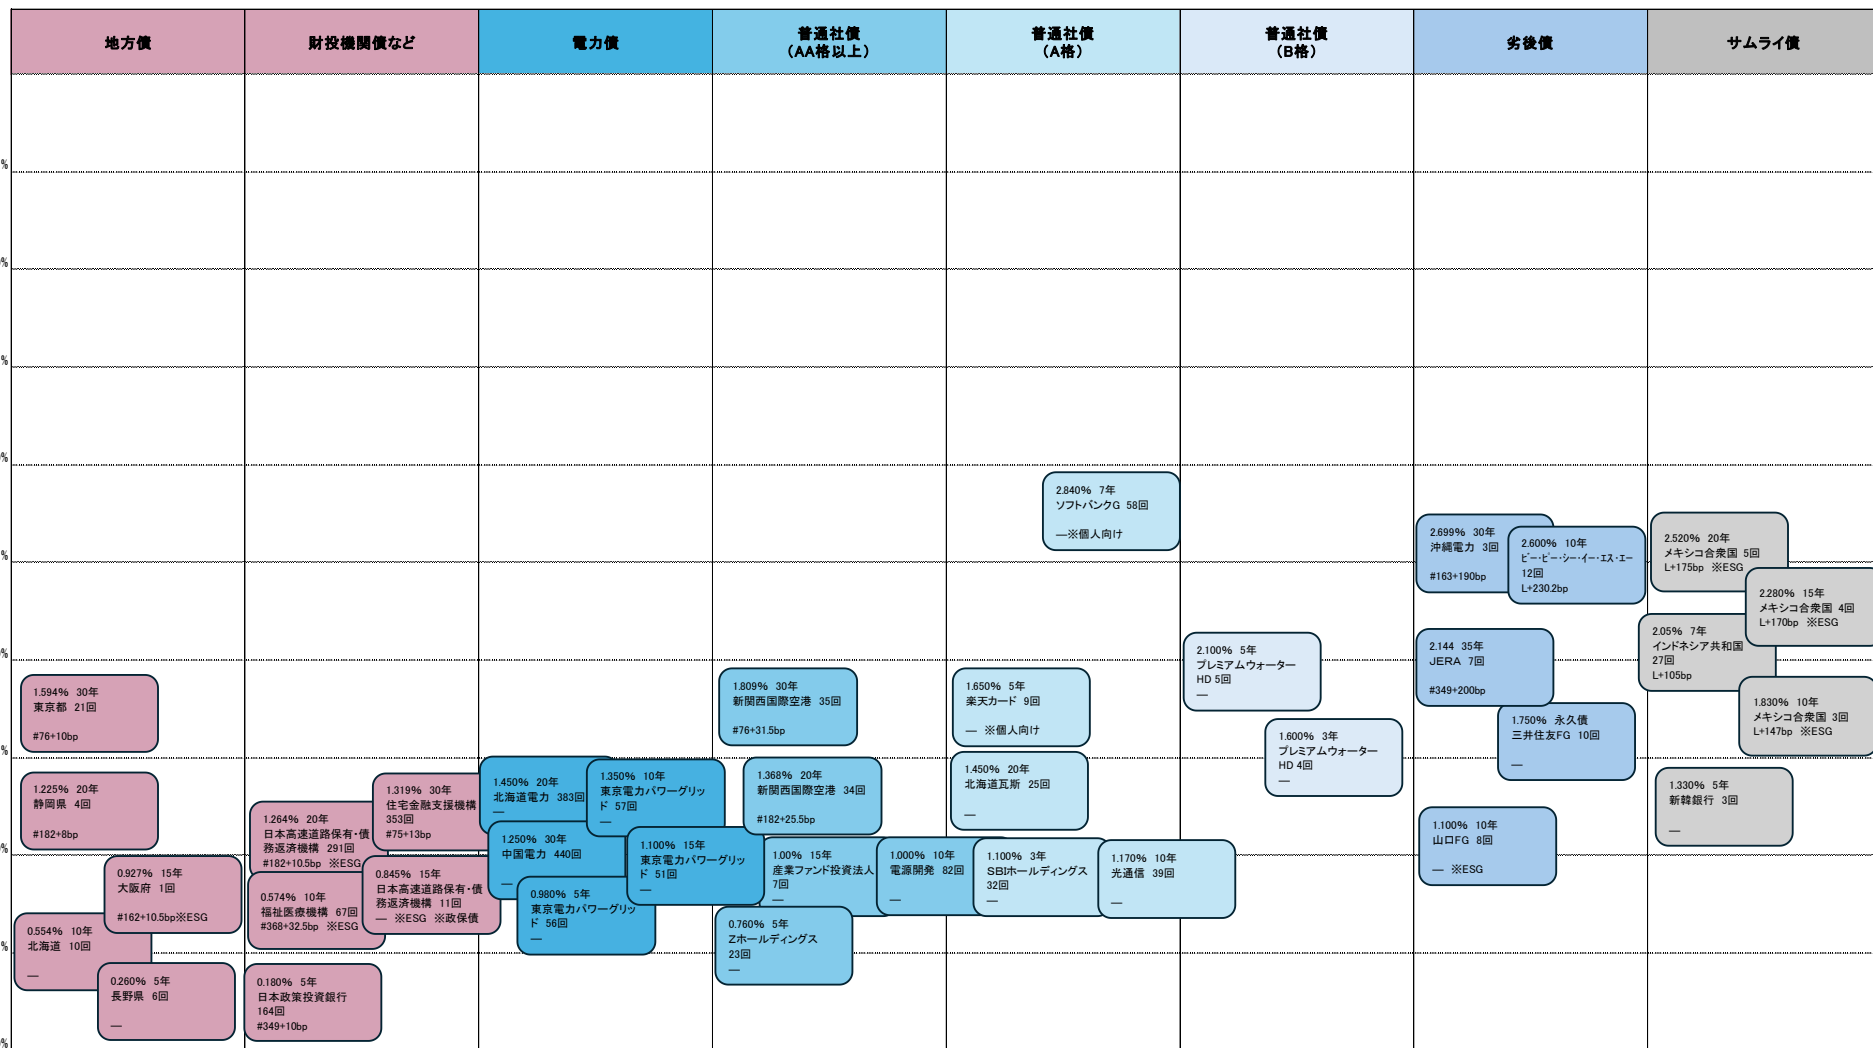 地方債
財投機関債など
電力債
普通社債
（AA格以上）
普通社債
（A格）
普通社債
（B格）
劣後債
サムライ債
%
%
%
%
%
%
%
%
%
%
1.594% 30年
東京都 21回
#76+10bp
1.225% 20年
静岡県 4回
#182+8bp
0.927% 15年
大阪府 1回
#162+10.5bp※ESG
0.554% 10年
北海道 10回
―
0.260% 5年
長野県 6回
―
1.319% 30年
住宅金融支援機構
353回
#75+13bp
1.264% 20年
日本高速道路保有・債
務返済機構 291回
#182+10.5bp ※ESG
0.845% 15年
日本高速道路保有・債
務返済機構 11回
― ※ESG ※政保債
0.574% 10年
福祉医療機構 67回
#368+32.5bp ※ESG
0.180% 5年
日本政策投資銀行
164回
#349+10bp
1.450% 20年
北海道電力 383回
―
1.350% 10年
東京電力パワーグリッ
ド 57回
―
1.250% 30年
中国電力 440回
―
1.100% 15年
東京電力パワーグリッ
ド 51回
―
0.980% 5年
東京電力パワーグリッ
ド 56回
―
1.809% 30年
新関西国際空港 35回
#76+31.5bp
1.368% 20年
新関西国際空港 34回
#182+25.5bp
1.00% 15年
産業ファンド投資法人
7回
―
1.000% 10年
電源開発 82回
―
0.760% 5年
Zホールディングス
23回
―
2.840% 7年
ソフトバンクG 58回
―※個人向け
1.650% 5年
楽天カード 9回
― ※個人向け
1.450% 20年
北海道瓦斯 25回
―
1.100% 3年
SBIホールディングス
32回
―
1.170% 10年
光通信 39回
―
2.100% 5年
プレミアムウォーター
HD 5回
―
1.600% 3年
プレミアムウォーター
HD 4回
―
2.699% 30年
沖縄電力 3回
#163+190bp
2.600% 10年
ビー・ピー・シー・イー・エス・エー
12回
L+230.2bp
2.144 35年
JERA 7回
#349+200bp
1.750% 永久債
三井住友FG 10回
―
1.100% 10年
山口FG 8回
― ※ESG
2.520% 20年
メキシコ合衆国 5回
L+175bp ※ESG
2.280% 15年
メキシコ合衆国 4回
L+170bp ※ESG
2.05% 7年
インドネシア共和国
27回
L+105bp
1.830% 10年
メキシコ合衆国 3回
L+147bp ※ESG
1.330% 5年
新韓銀行 3回
―